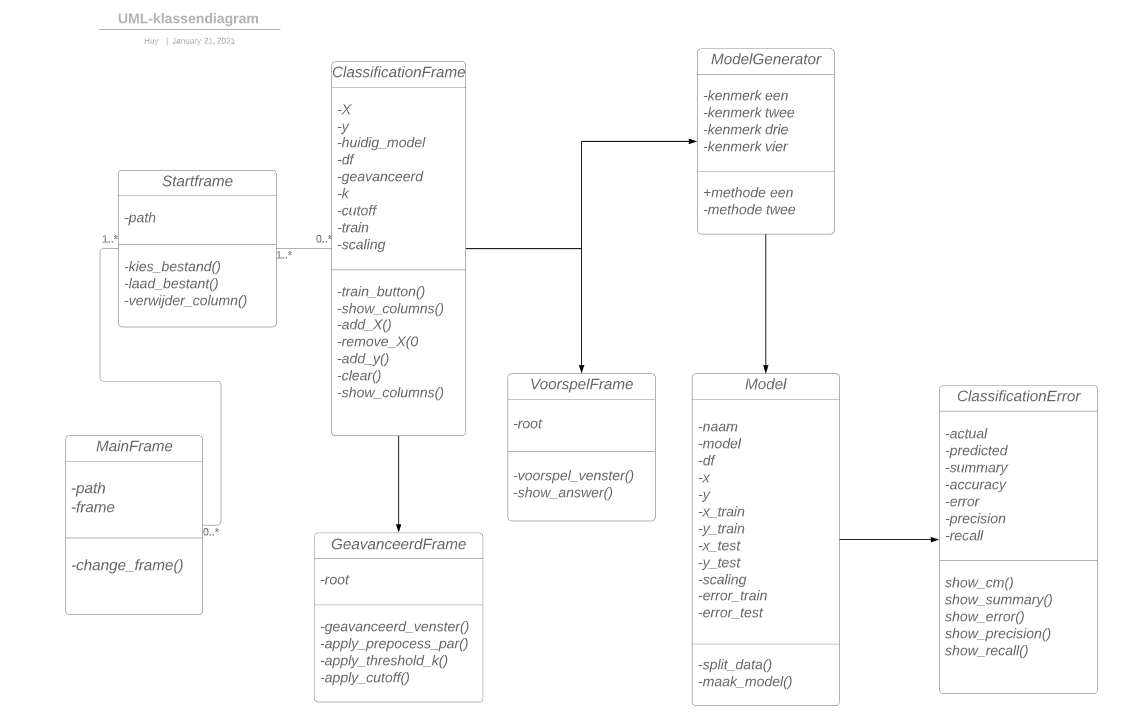 UML-klassendiagram
Huy | January 21, 2021
ClassificationFrame
-X
-y
-huidig_model
-df
-geavanceerd
-k
-cutoff
-train
-scaling
-train_button()
-show_columns()
-add_X()
-remove_X(0
-add_y()
-clear()
-show_columns()
ModelGenerator
-kenmerk een
-kenmerk twee
-kenmerk drie
-kenmerk vier
+methode een
-methode twee
Startframe
-path
-kies_bestand()
-laad_bestant()
-verwijder_column()
1..*
1..*
0..*
MainFrame
-path
-frame
-change_frame()
0..*
GeavanceerdFrame
-root
-geavanceerd_venster()
-apply_prepocess_par()
-apply_threshold_k()
-apply_cutoff()
VoorspelFrame
-root
-voorspel_venster()
-show_answer()
Model
-naam
-model
-df
-x
-y
-x_train
-y_train
-x_test
-y_test
-scaling
-error_train
-error_test
-split_data()
-maak_model()
ClassificationError
-actual
-predicted
-summary
-accuracy
-error
-precision
-recall
show_cm()
show_summary()
show_error()
show_precision()
show_recall()